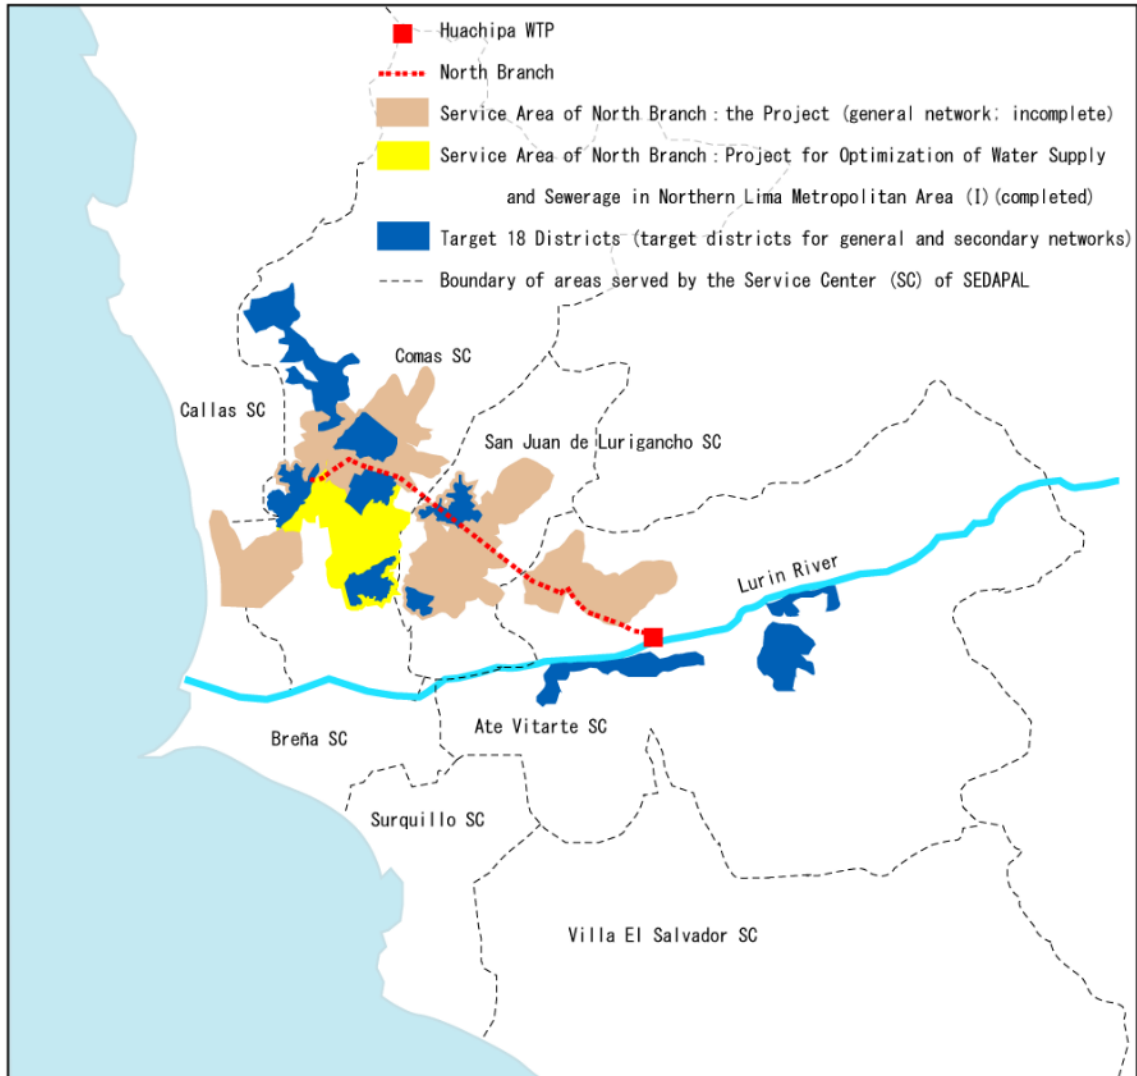 Huachipa WTP
North Branch
Service Area of North Branch : the Project (general network; incomplete)
Service Area of North Branch : Project for Optimization of Water Supply
and Sewerage in Northern Lima Metropolitan Area (I)(completed)
Target 18 Districts (target districts for general and secondary networks)
Boundary of areas served by the Service Center (SC) of SEDAPAL
Comas SC
Callas SC
San Juan de Lurigancho SC
Lurin River
Ate Vitarte SC
Breña SC
Surquillo SC
Villa El Salvador SC